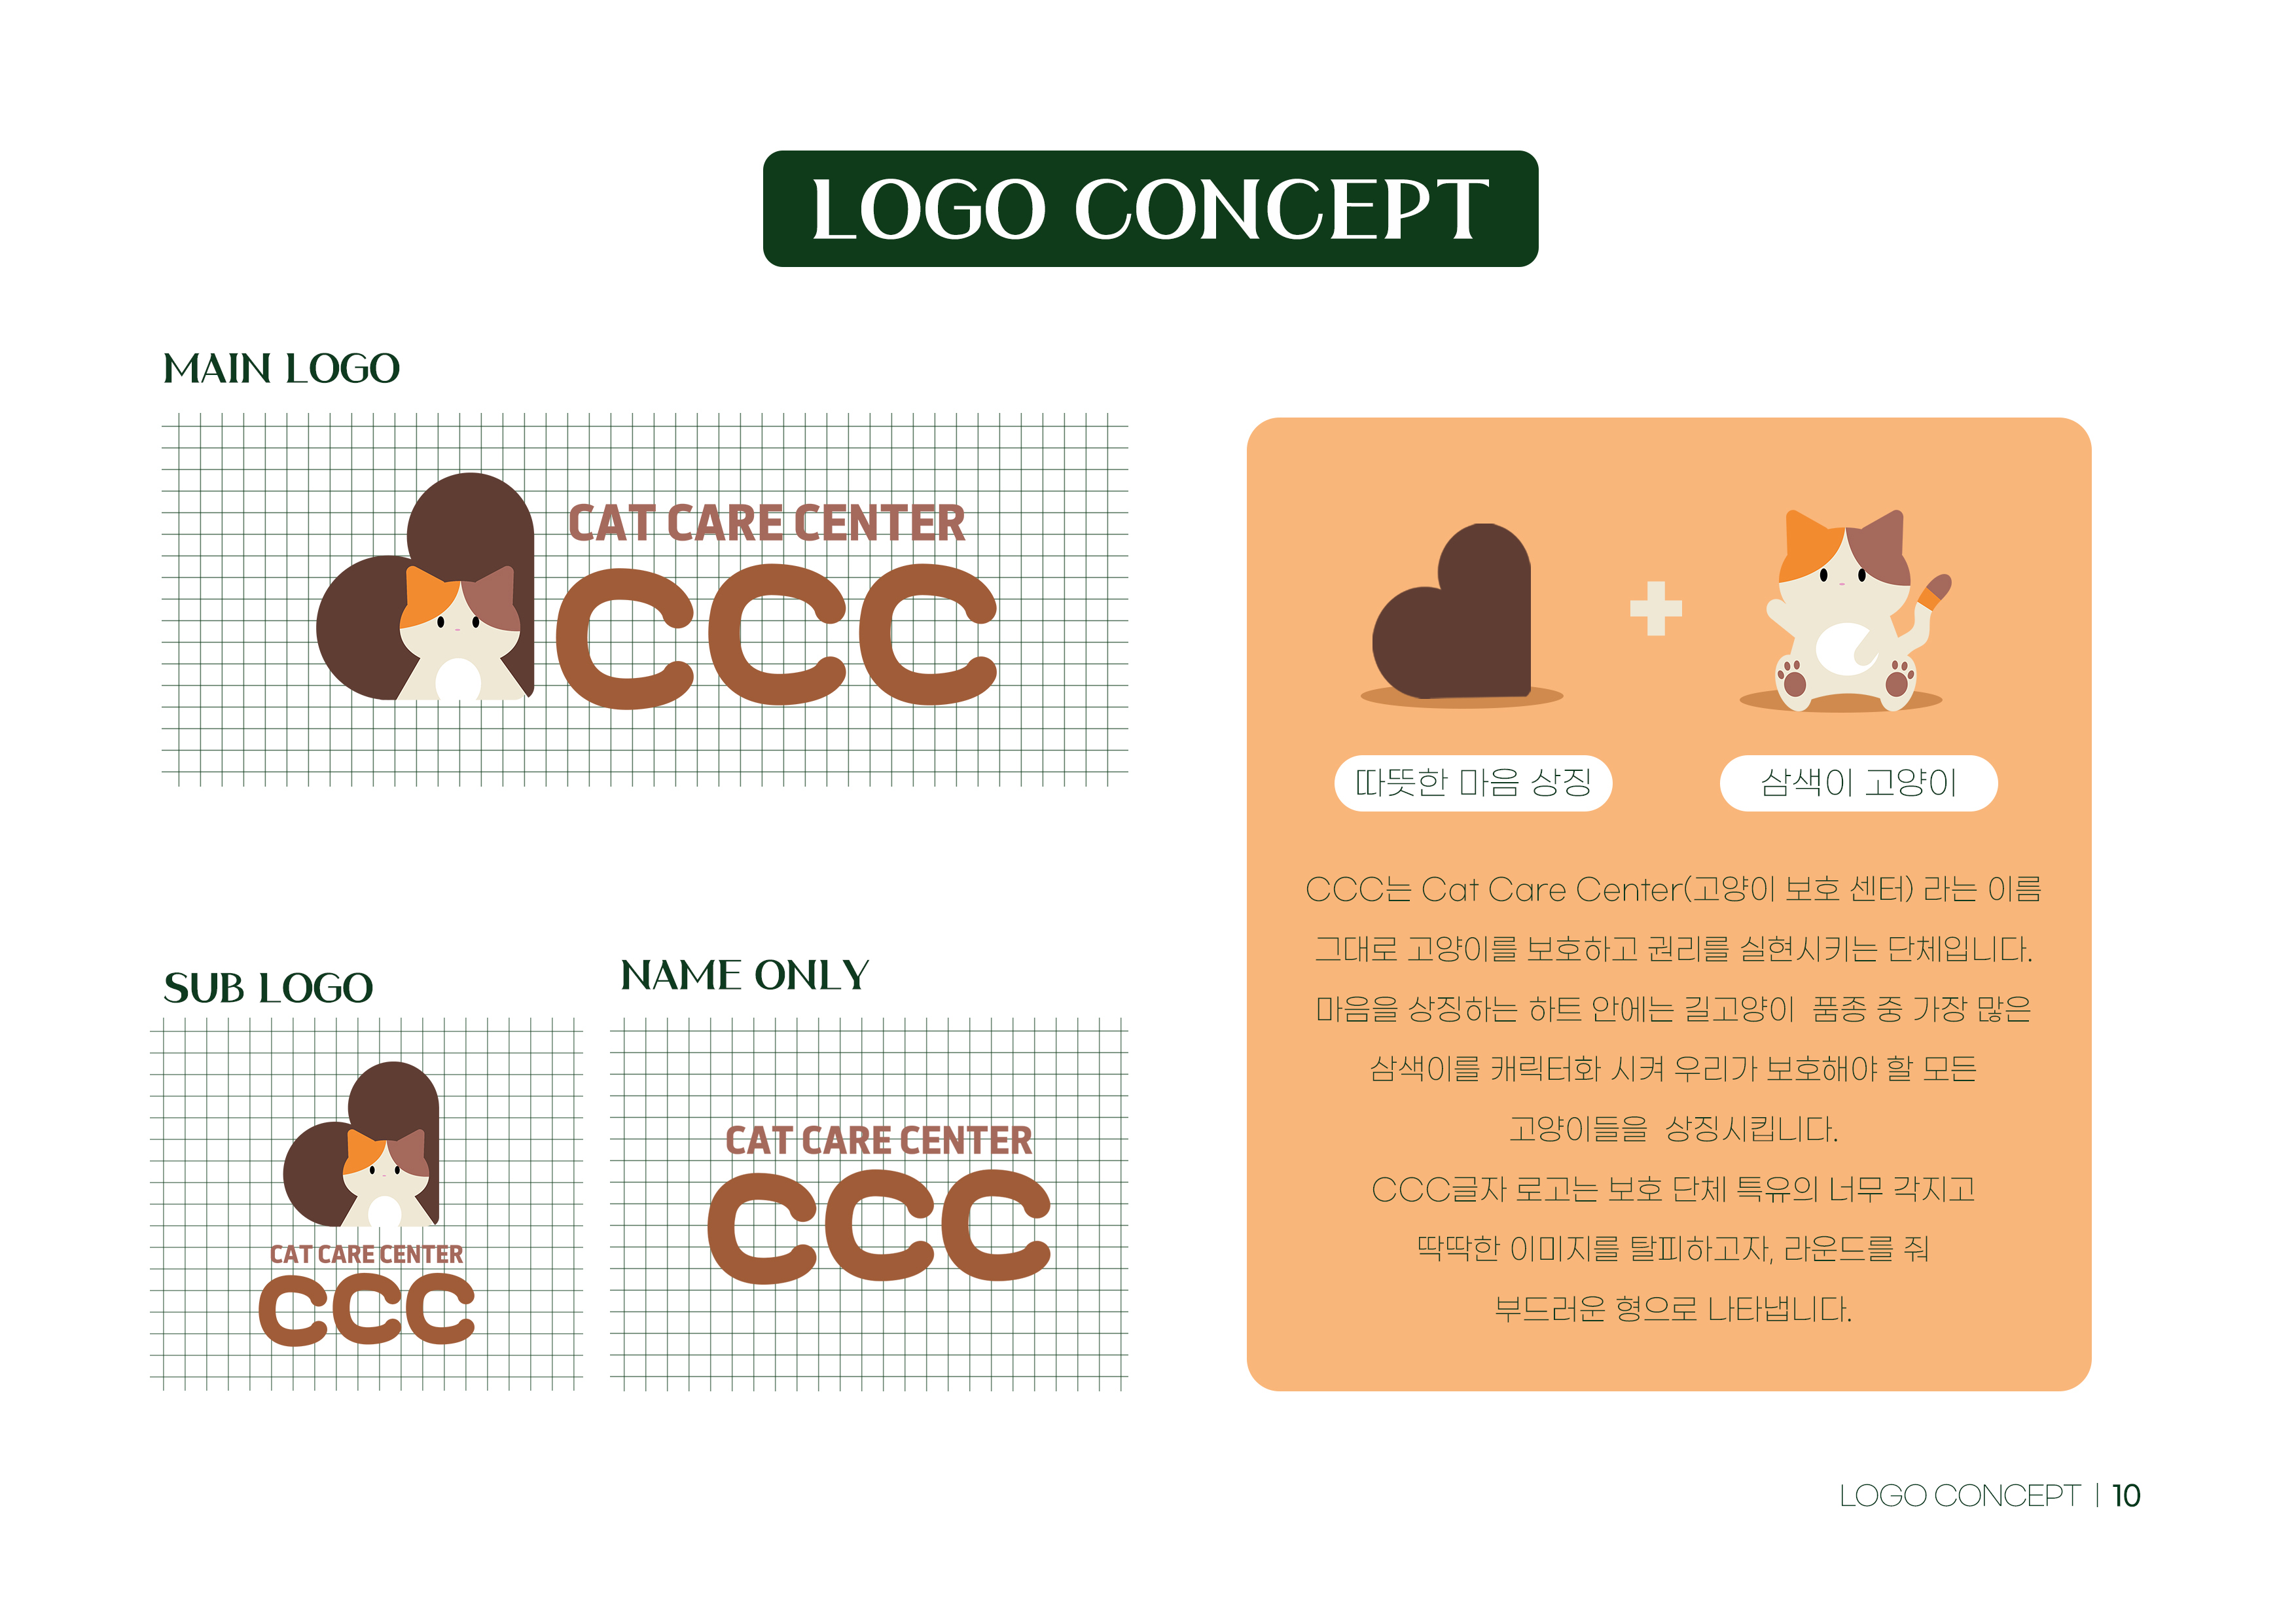 LOGO CONCEPT
MAIN LOGO
CAT CARE CENTER
CCC
SUB LOGO
CAT CARE CENTER
CCC
NAME ONLY
CAT CARE CENTER
CCC
따뜻한 마음 상징
삼색이 고양이
CCC는 Cat Care Center(고양이 보호 센터) 라는 이름
그대로 고양이를 보호하고 권리를 실현시키는 단체입니다.
마음을 상징하는 하트 안에는 길고양이 품종 중 가장 많은
삼색이를 캐릭터화 시켜 우리가 보호해야 할 모든
고양이들을 상징시킵니다.
CCC글자 로고는 보호 단체 특유의 너무 각지고
딱딱한 이미지를 탈피하고자, 라운드를 줘
부드러운 형으로 나타냅니다.
LOGO CONCEPT | 10